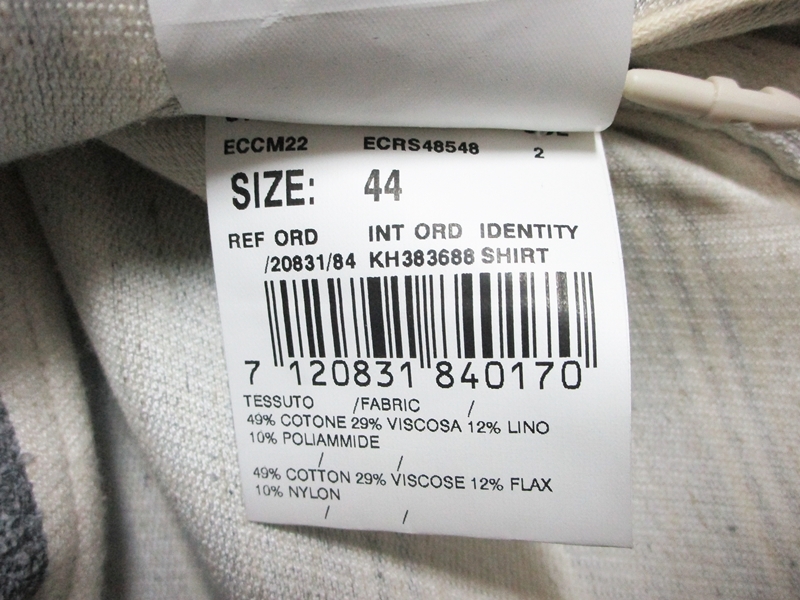 ECCM22 ECRS48548 2
SIZE: 44
REF ORD INT ORD IDENTITY
/20831/84 KH383688 SHIRT
7 120831 840170
TESSUTO /FABRIC /
49% COTONE 29% VISCOSA 12% LINO
10% POLIAMMIDE
/ /
49% COTTON 29% VISCOSE 12% FLAX
10% NYLON
/ /